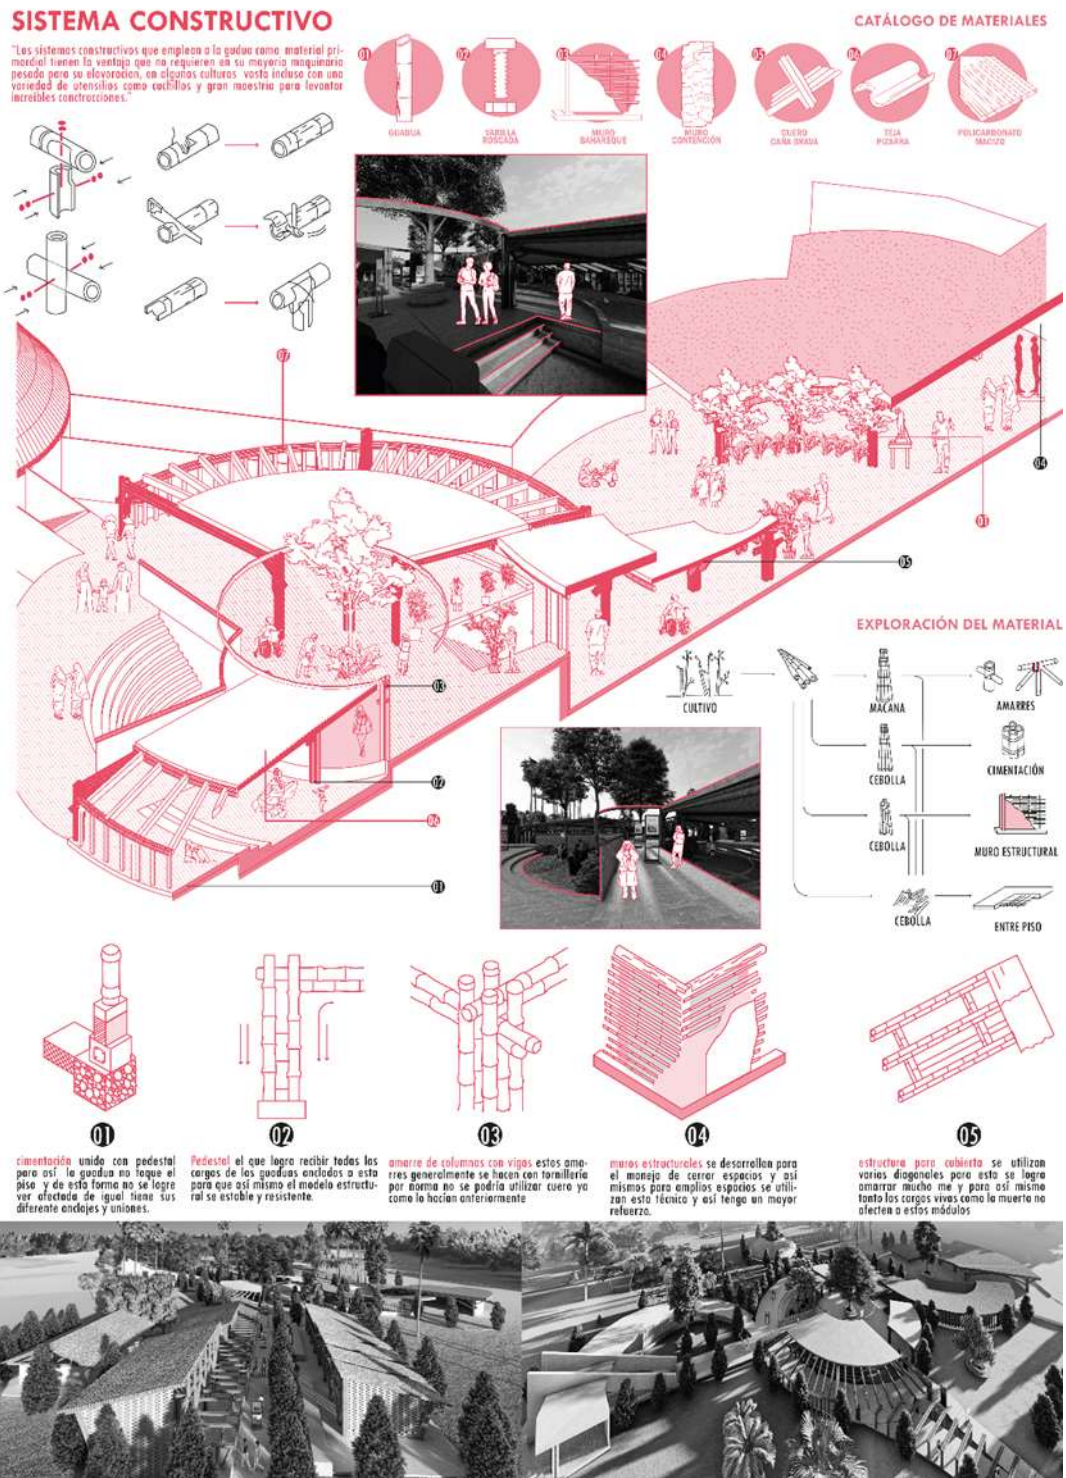 SISTEMA CONSTRUCTIVO
"Los sistemas constructivos que emplean a la gudua como material pri-
mordial tienen la ventaja que no requieren en su mayoria maquinaria
pesada para su elavoracion, en algunas culturas vasta incluso con una
variedad de utensilios como cuchillos y gran maestria para levantar
increibles conctrocciones."
CATÁLOGO DE MATERIALES
01
02
03
04
05
06
07
GUADUA
VARILLA
ROSCADA
MURO
BAHAREQUE
MURO
CONTENCIÓN
CUERO
CAÑA BRAVA
TEJA
PIZARRA
POLICARBONATO
MACIZO
07
04
01
05
03
02
06
01
EXPLORACIÓN DEL MATERIAL
CULTIVO
MACANA
AMARRES
CEBOLLA
CIMENTACIÓN
CEBOLLA
MURO ESTRUCTURAL
CEBOLLA
ENTRE PISO
01
cimentación unida con pedestal
para así la guadua no toque el
piso y de esta forma no se logre
ver afectada de igual tiene sus
diferente anclajes y uniones.
02
Pedestal el que logra recibir todas las
cargas de las guaduas anclados a esta
para que así mismo el modelo estructu-
ral se estable y resistente.
03
amarre de columnas con vigas estos ama-
rres generalmente se hacen con tornillería
por norma no se podría utilizar cuero ya
como lo hacían anteriormente
04
muros estructurales se desarrollan para
el manejo de cerrar espacios y así
mismos para amplios espacios se utili-
zan esta técnica y así tenga un mayor
refuerzo.
05
estructura para cubierta se utilizan
varias diagonales para esta se logra
amarrar mucho me y para así mismo
tanto las cargas vivas como la muerta no
afecten a estos módulos